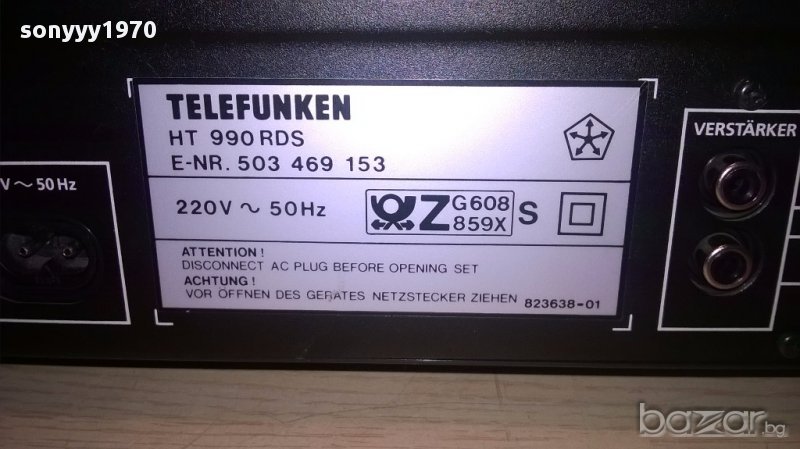 sonyyy1970
TELEFUNKEN
HT 990 RDS
E-NR. 503 469 153
VERSTÄRKER
V ~ 50 Hz
220V ~ 50Hz
Z G608 859X S
ATTENTION !
DISCONNECT AC PLUG BEFORE OPENING SET
ACHTUNG !
VOR ÖFFNEN DES GERÄTES NETZSTECKER ZIEHEN 823638-01
bazar.bg